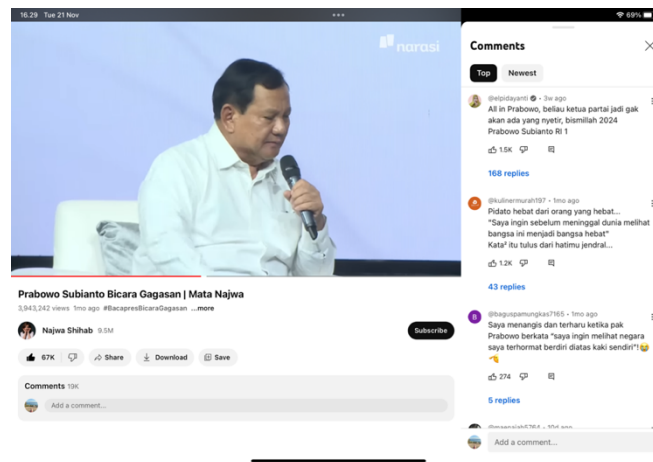 16.29 Tue 21 Nov
69%
narasi
Prabowo Subianto Bicara Gagasan | Mata Najwa
3,943,242 views 1mo ago #BacapresBicaraGagasan ...more
Najwa Shihab 9.5M
Subscribe
67K
Share
Download
Save
Comments 19K
Add a comment...
Comments
Top
Newest
@elpidayanti • 3w ago
All in Prabowo, beliau ketua partai jadi gak
akan ada yang nyetir, bismillah 2024
Prabowo Subianto RI 1
1.5K
168 replies
@kulinermurah197 • 1mo ago
Pidato hebat dari orang yang hebat...
"Saya ingin sebelum meninggal dunia melihat
bangsa ini menjadi bangsa hebat"
Kata² itu tulus dari hatimu jendral...
1.2K
43 replies
@baguspamungkas7165 • 1mo ago
Saya menangis dan terharu ketika pak
Prabowo berkata "saya ingin melihat negara
saya terhormat berdiri diatas kaki sendiri"!😭
🫡
274
5 replies
Add a comment...